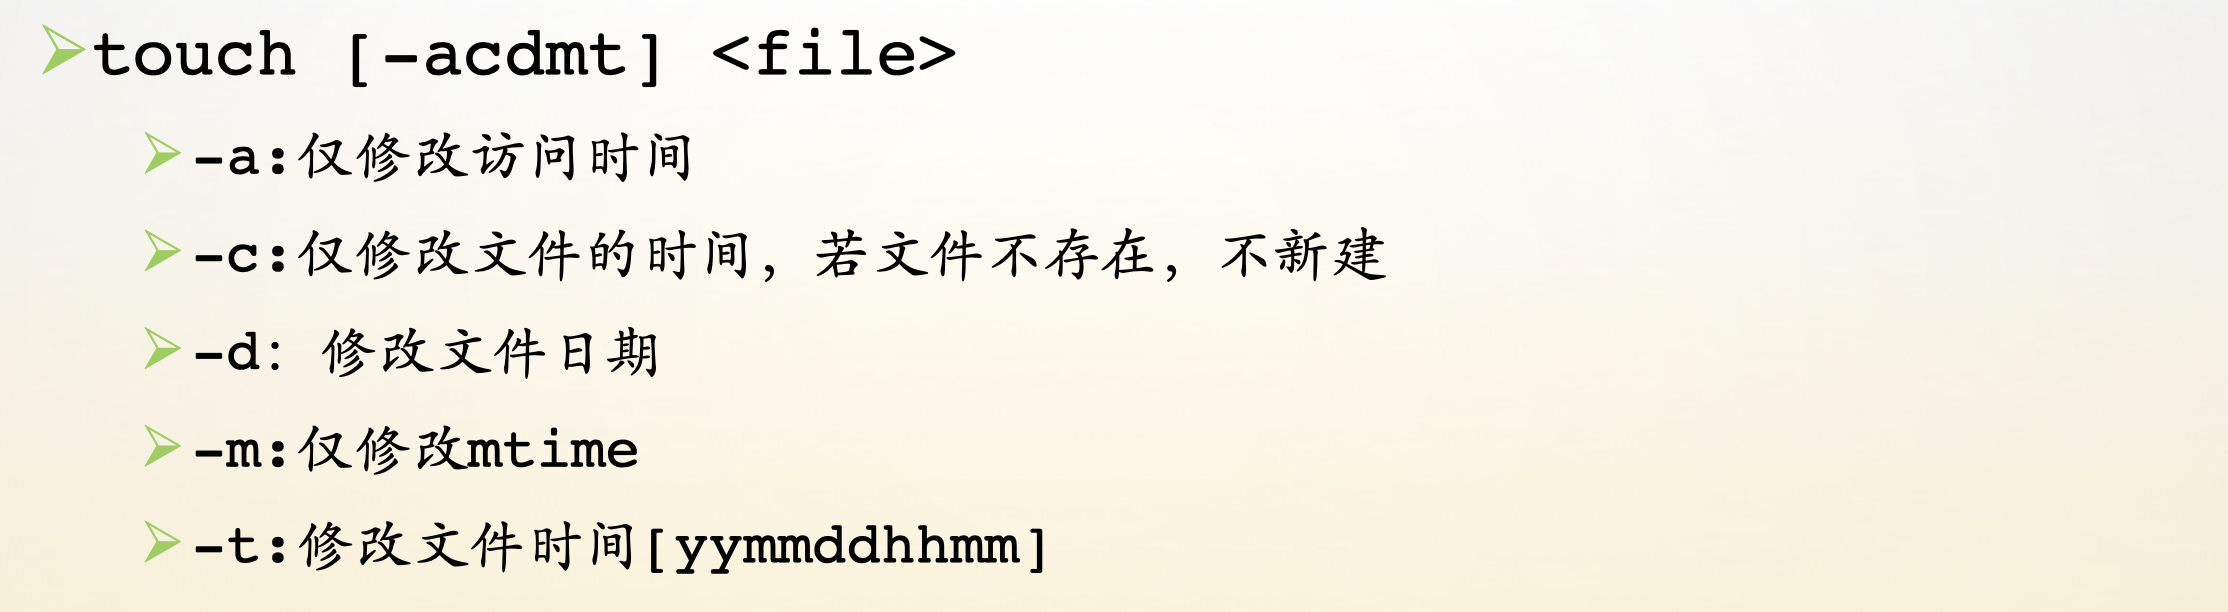 touch [-acdmt] <file>
-a:仅修改访问时间
-c:仅修改文件的时间，若文件不存在，不新建
-d：修改文件日期
-m:仅修改mtime
-t:修改文件时间[yymmddhhmm]